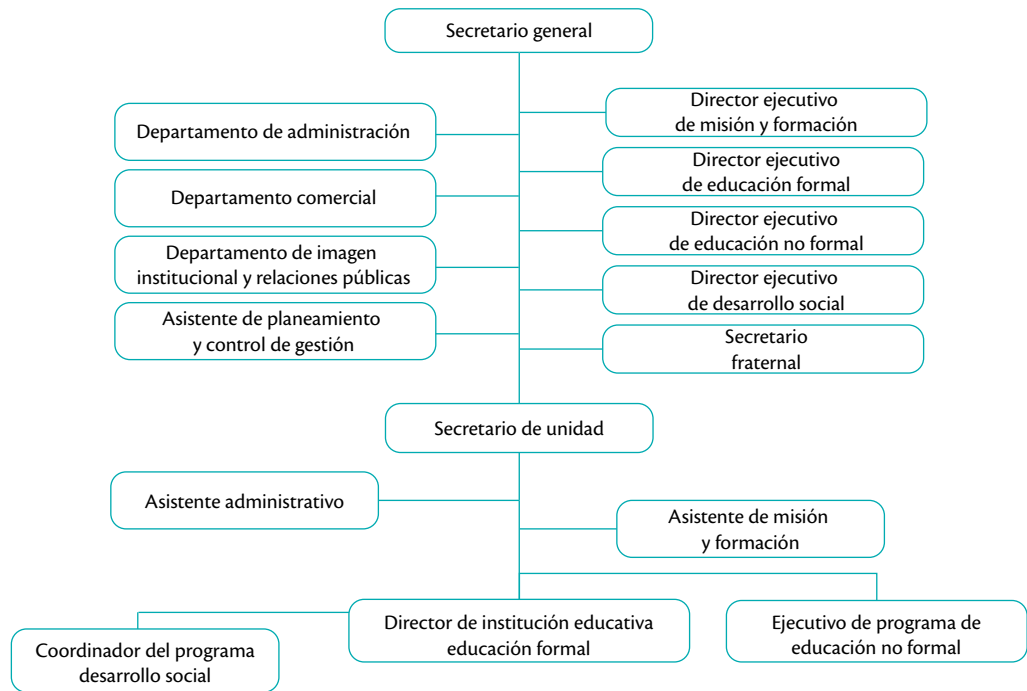 Secretario general
Departamento de administración
Departamento comercial
Departamento de imagen
institucional y relaciones públicas
Asistente de planeamiento
y control de gestión
Director ejecutivo
de misión y formación
Director ejecutivo
de educación formal
Director ejecutivo
de educación no formal
Director ejecutivo
de desarrollo social
Secretario
fraternal
Secretario de unidad
Asistente administrativo
Asistente de misión
y formación
Coordinador del programa
desarrollo social
Director de institución educativa
educación formal
Ejecutivo de programa de
educación no formal